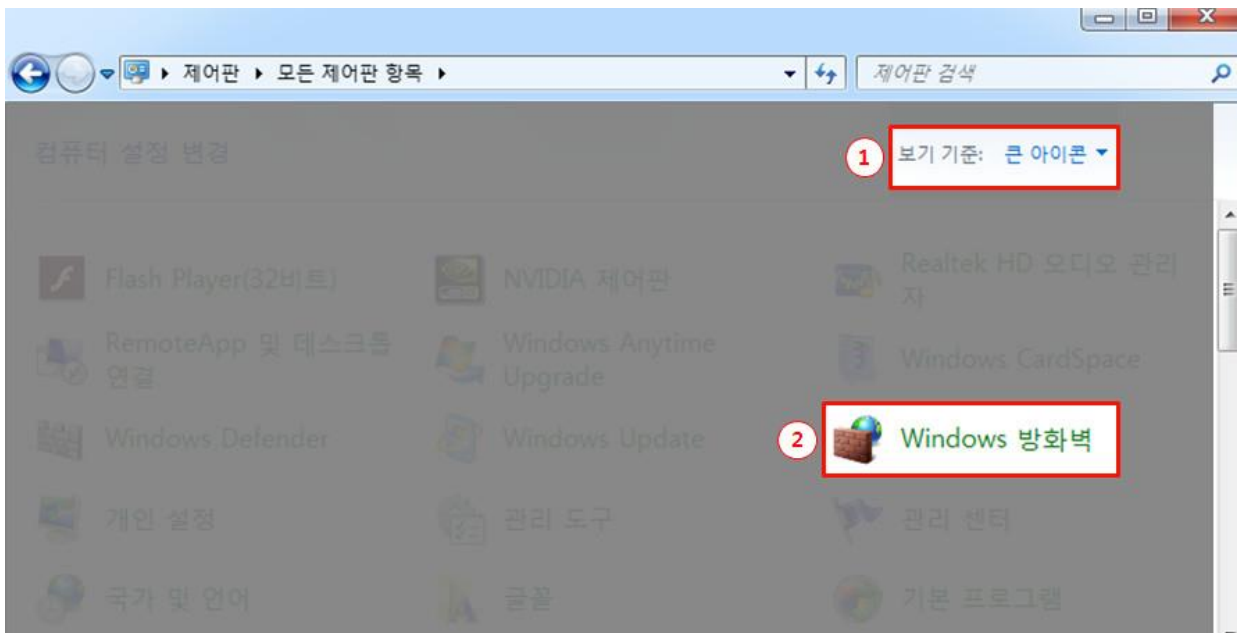 제어판 ▸ 모든 제어판 항목 ▸
제어판 검색
컴퓨터 설정 변경
1 보기 기준: 큰 아이콘
Flash Player(32비트)
NVIDIA 제어판
Realtek HD 오디오 관리
자
RemoteApp 및 데스크톱
연결
Windows Anytime
Upgrade
Windows CardSpace
Windows Defender
Windows Update
2 Windows 방화벽
개인 설정
관리 도구
관리 센터
국가 및 언어
글꼴
기본 프로그램